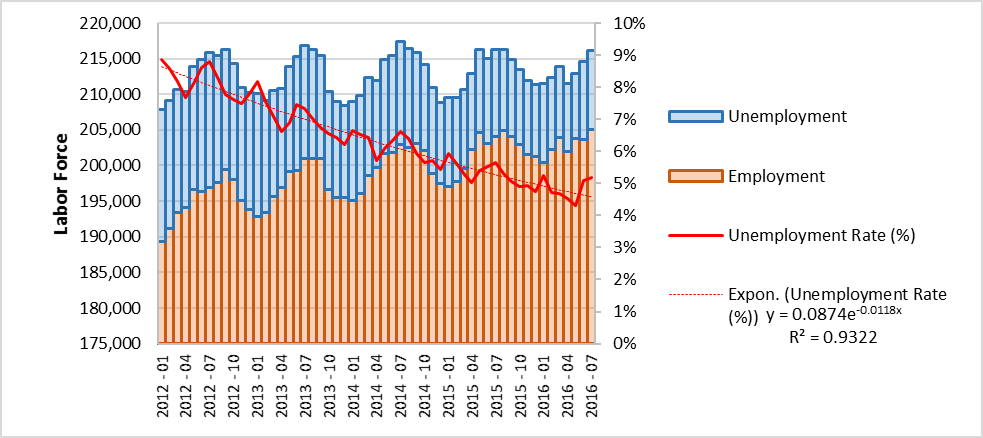 220,000
215,000
210,000
205,000
200,000
195,000
190,000
185,000
180,000
175,000
Labor Force
10%
9%
8%
7%
6%
5%
4%
3%
2%
1%
0%
2012 - 01
2012 - 04
2012 - 07
2012 - 10
2013 - 01
2013 - 04
2013 - 07
2013 - 10
2014 - 01
2014 - 04
2014 - 07
2014 - 10
2015 - 01
2015 - 04
2015 - 07
2015 - 10
2016 - 01
2016 - 04
2016 - 07
Unemployment
Employment
Unemployment Rate (%)
Expon. (Unemployment Rate
(%)) y = 0.0874e-0.0118x
R² = 0.9322